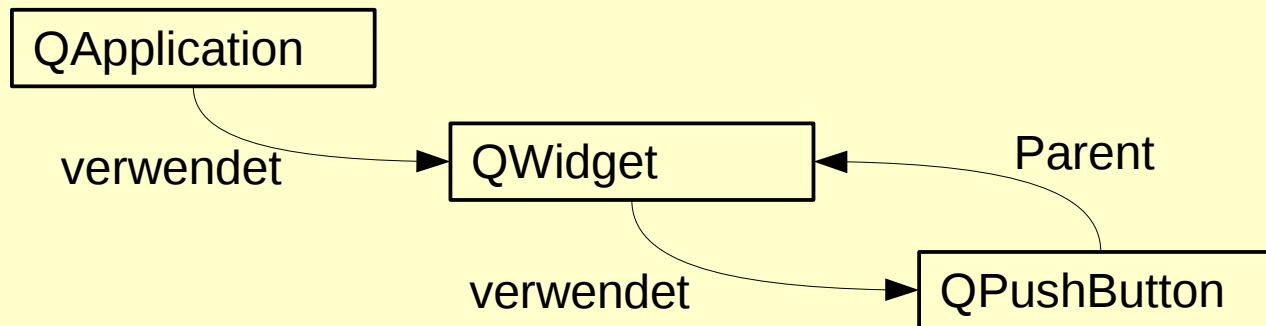 QApplication
verwendet
QWidget
Parent
verwendet
QPushButton